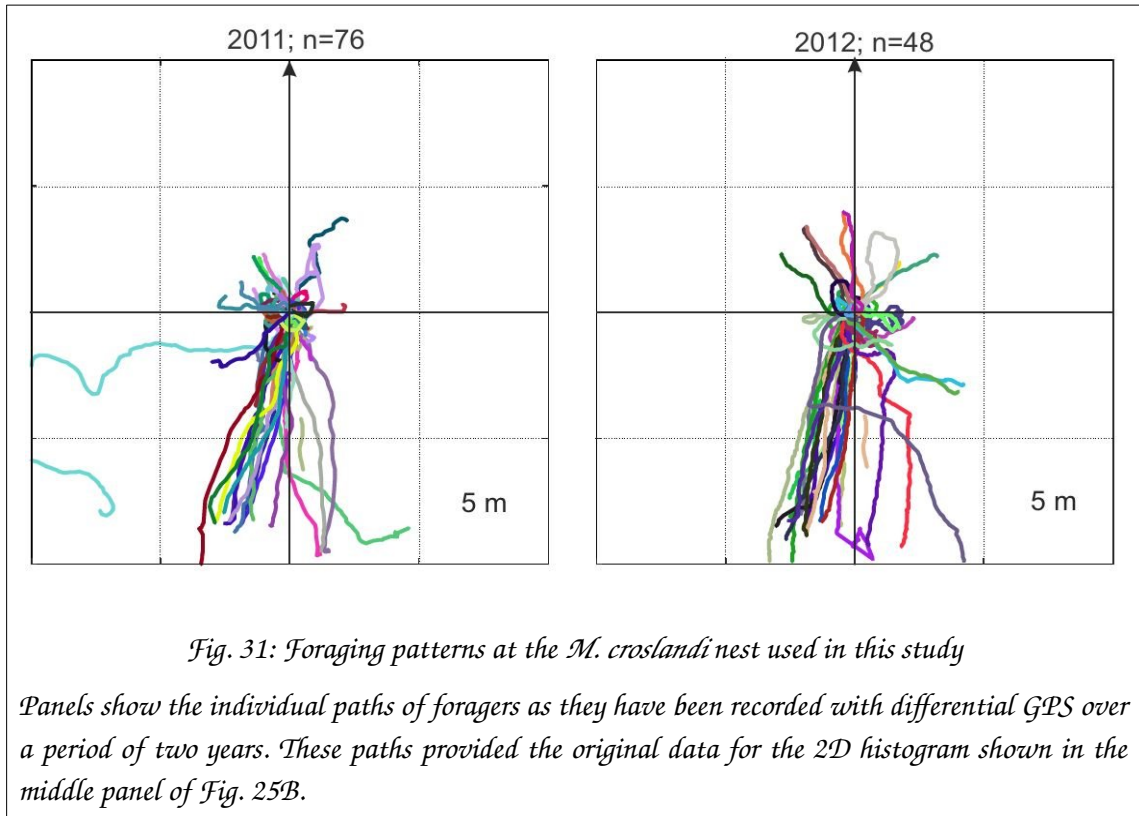 2011; n=76
2012; n=48
5 m
5 m
Fig. 31: Foraging patterns at the M. croslandi nest used in this study
Panels show the individual paths of foragers as they have been recorded with differential GPS over
a period of two years. These paths provided the original data for the 2D histogram shown in the
middle panel of Fig. 25B.